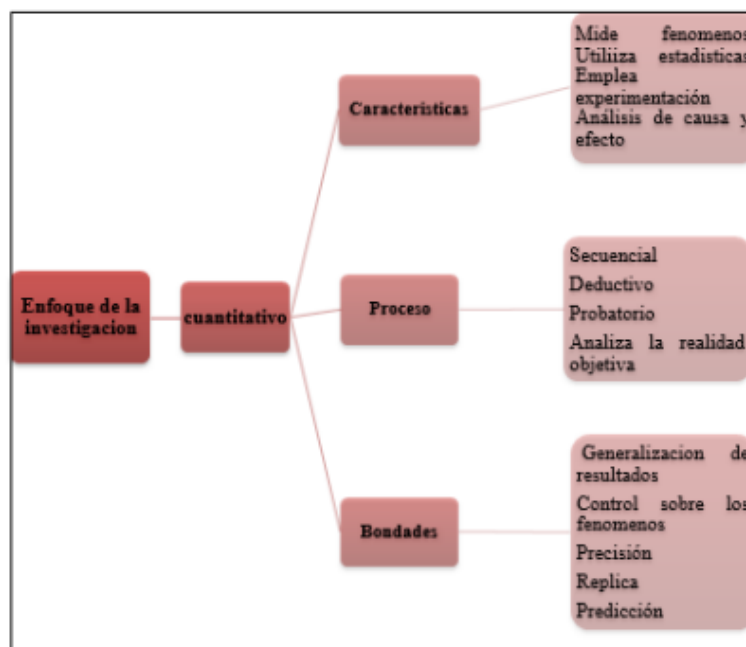 Enfoque de la
investigacion
cuantitativo
Características
Mide fenomenos
Utiliiza estadisticas
Emplea
experimentación
Análisis de causa y
efecto
Proceso
Secuencial
Deductivo
Probatorio
Analiza la realidad
objetiva
Bondades
Generalizacion de
resultados
Control sobre los
fenomenos
Precisión
Replica
Predicción